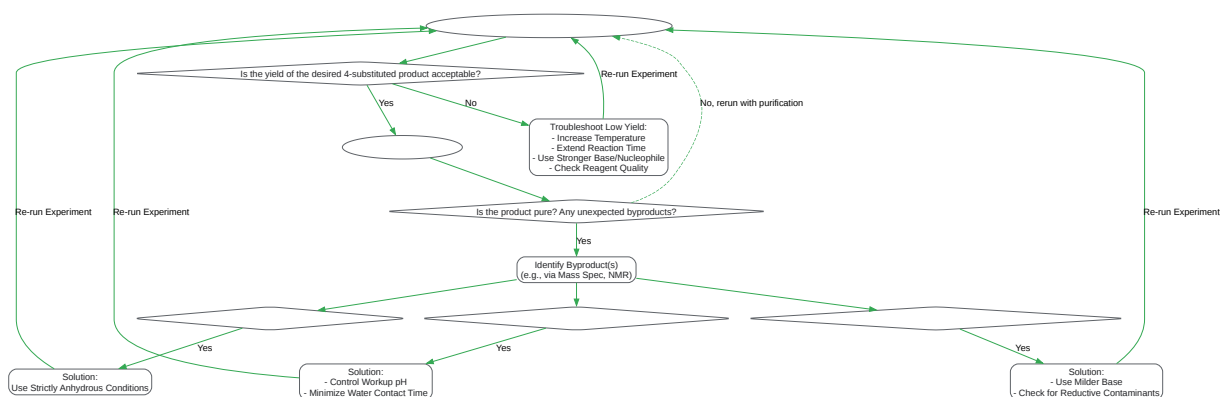 Is the yield of the desired 4-substituted product acceptable?
Re-run Experiment
Yes
No
No, rerun with purification
Troubleshoot Low Yield:
- Increase Temperature
- Extend Reaction Time
- Use Stronger Base/Nucleophile
- Check Reagent Quality
Re-run Experiment
Re-run Experiment
Is the product pure? Any unexpected byproducts?
Re-run Experiment
Yes
Identify Byproduct(s)
(e.g., via Mass Spec, NMR)
Yes
Yes
Yes
Solution:
Use Strictly Anhydrous Conditions
Solution:
- Control Workup pH
- Minimize Water Contact Time
Solution:
- Use Milder Base
- Check for Reductive Contaminants